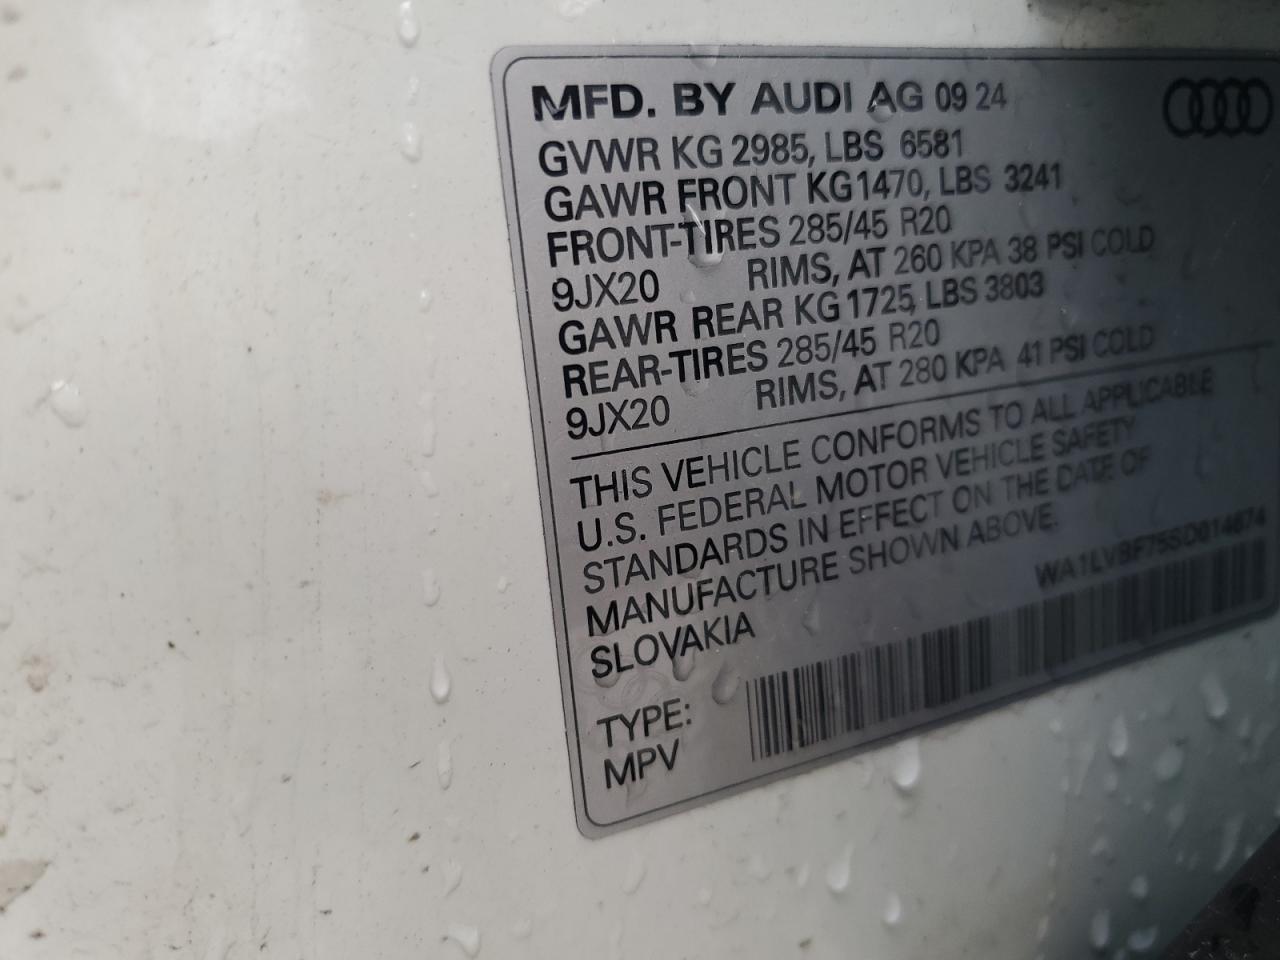 MFD. BY AUDI AG 09 24
GVWR KG 2985, LBS 6581
GAWR FRONT KG1470, LBS 3241
FRONT-TIRES 285/45 R20
9JX20 RIMS, AT 260 KPA 38 PSI COLD
GAWR REAR KG 1725, LBS 3803
REAR-TIRES 285/45 R20
9JX20 RIMS, AT 280 KPA 41 PSI COLD
THIS VEHICLE CONFORMS TO ALL APPLICABLE
U.S. FEDERAL MOTOR VEHICLE SAFETY
STANDARDS IN EFFECT ON THE DATE OF
MANUFACTURE SHOWN ABOVE.
SLOVAKIA
TYPE:
MPV